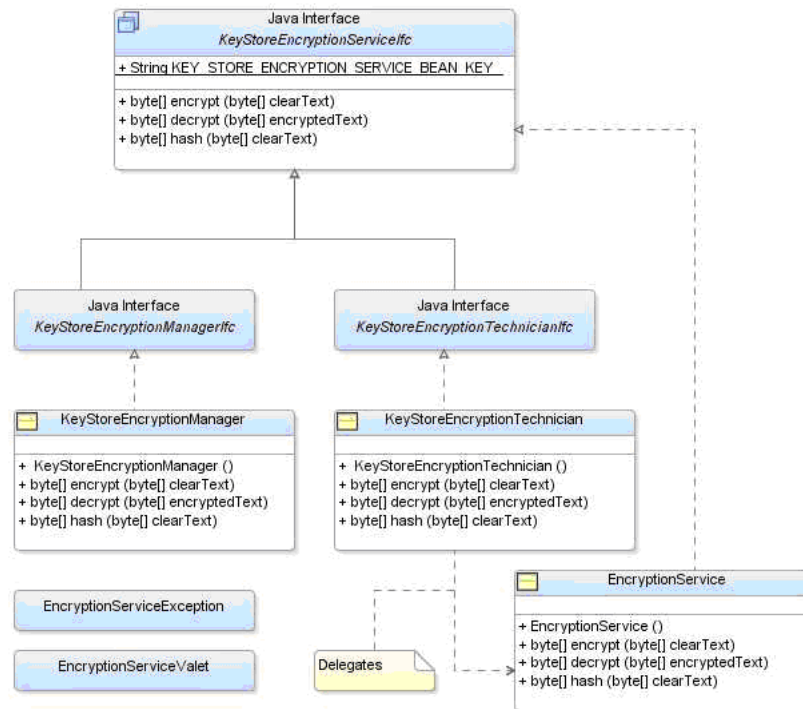 Java Interface
KeyStoreEncryptionServiceIfc
+ String KEY_STORE_ENCRYPTION_SERVICE_BEAN_KEY
+ byte[] encrypt (byte[] clearText)
+ byte[] decrypt (byte[] encryptedText)
+ byte[] hash (byte[] clearText)
Java Interface
KeyStoreEncryptionManagerIfc
Java Interface
KeyStoreEncryptionTechnicianIfc
KeyStoreEncryptionManager
+ KeyStoreEncryptionManager ()
+ byte[] encrypt (byte[] clearText)
+ byte[] decrypt (byte[] encryptedText)
+ byte[] hash (byte[] clearText)
KeyStoreEncryptionTechnician
+ KeyStoreEncryptionTechnician ()
+ byte[] encrypt (byte[] clearText)
+ byte[] decrypt (byte[] encryptedText)
+ byte[] hash (byte[] clearText)
EncryptionServiceException
EncryptionServiceValet
Delegates
EncryptionService
+ EncryptionService ()
+ byte[] encrypt (byte[] clearText)
+ byte[] decrypt (byte[] encryptedText)
+ byte[] hash (byte[] clearText)